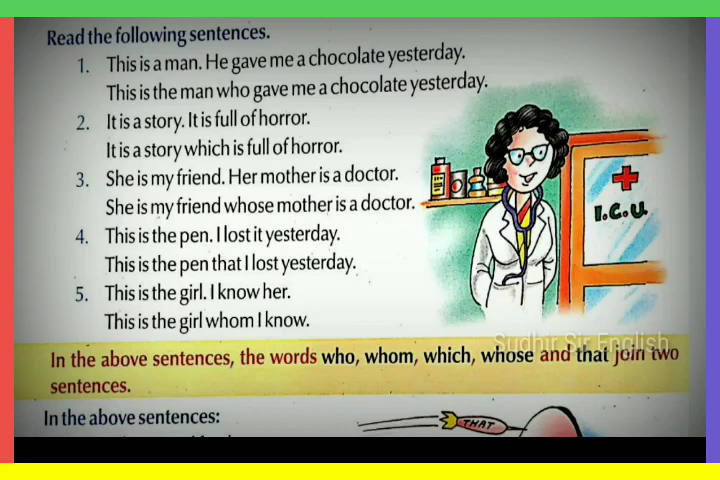 Read the following sentences.
1. This is a man. He gave me a chocolate yesterday.
This is the man who gave me a chocolate yesterday.
2. It is a story. It is full of horror.
It is a story which is full of horror.
3. She is my friend. Her mother is a doctor.
She is my friend whose mother is a doctor.
4. This is the pen. I lost it yesterday.
This is the pen that I lost yesterday.
5. This is the girl. I know her.
This is the girl whom I know.
I.C.U.
Sudhir Sir English
In the above sentences, the words who, whom, which, whose and that join two
sentences.
In the above sentences:
THAT